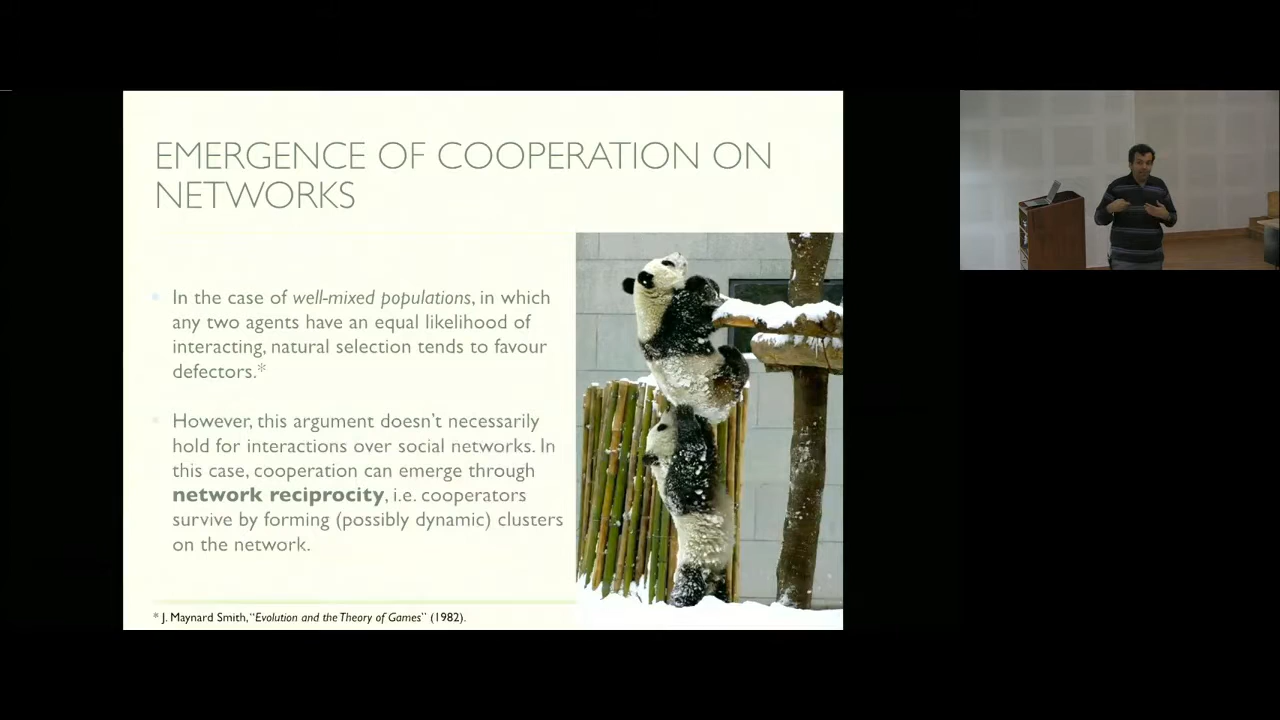 EMERGENCE OF COOPERATION ON
NETWORKS
In the case of well-mixed populations, in which
any two agents have an equal likelihood of
interacting, natural selection tends to favour
defectors.*
However, this argument doesn't necessarily
hold for interactions over social networks. In
this case, cooperation can emerge through
network reciprocity, i.e. cooperators
survive by forming (possibly dynamic) clusters
on the network.
* J. Maynard Smith, "Evolution and the Theory of Games" (1982).